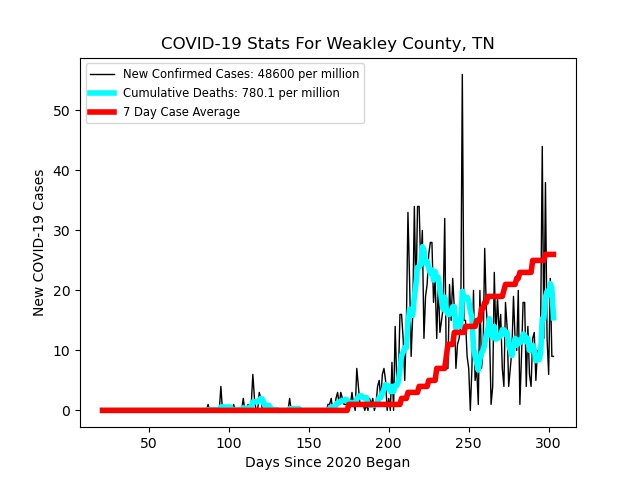 COVID-19 Stats For Weakley County, TN
New Confirmed Cases: 48600 per million
Cumulative Deaths: 780.1 per million
7 Day Case Average
New COVID-19 Cases
50
40
30
20
10
0
50 100 150 200 250 300
Days Since 2020 Began